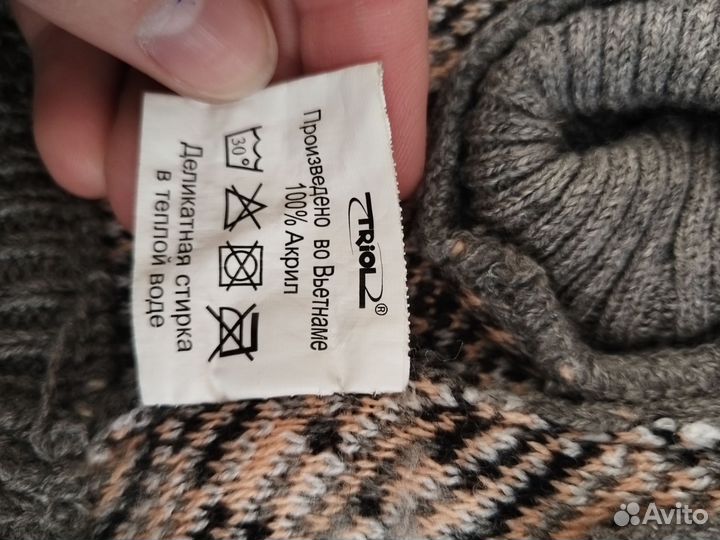 TRIOL®
Произведено во Вьетнаме
100% Акрил
30°
Деликатная стирка
в теплой воде
Avito